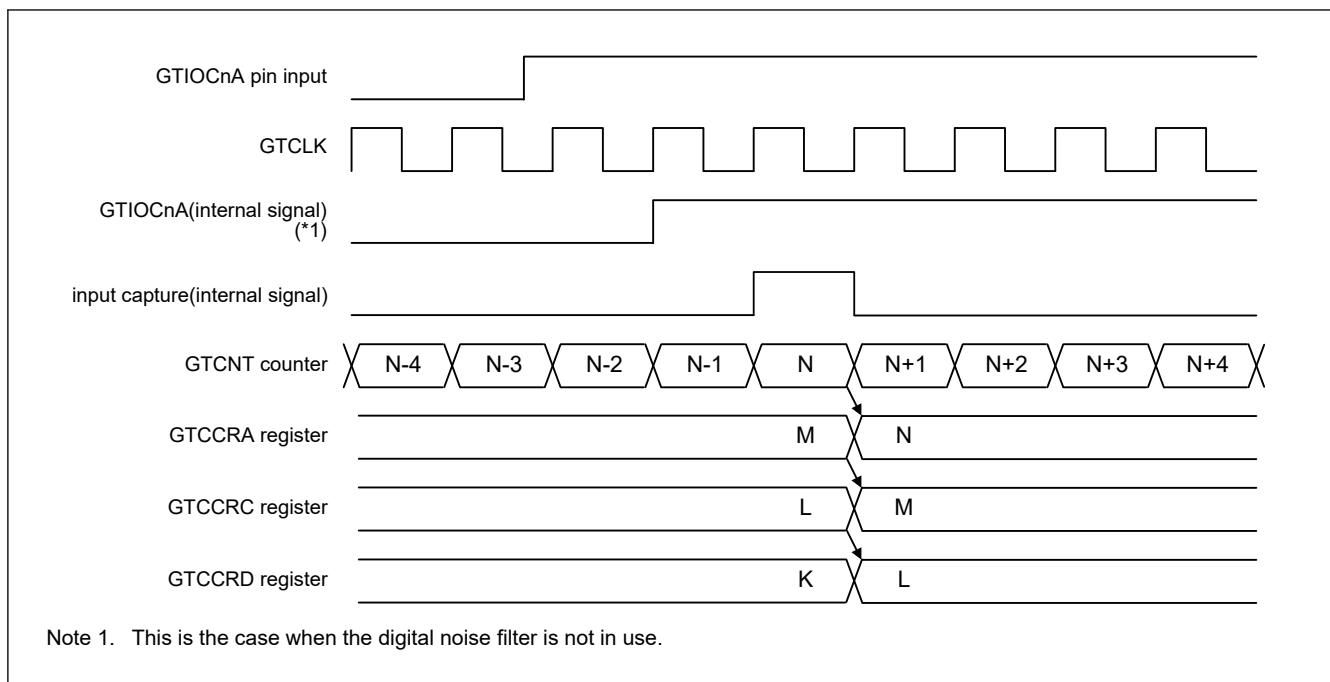 GTIOCnA pin input
GTCLK
GTIOCnA(internal signal)
(*1)
input capture(internal signal)
GTCNT counter N-4 N-3 N-2 N-1 N N+1 N+2 N+3 N+4
GTCCRA register M N
GTCCRC register L M
GTCCRD register K L
Note 1. This is the case when the digital noise filter is not in use.